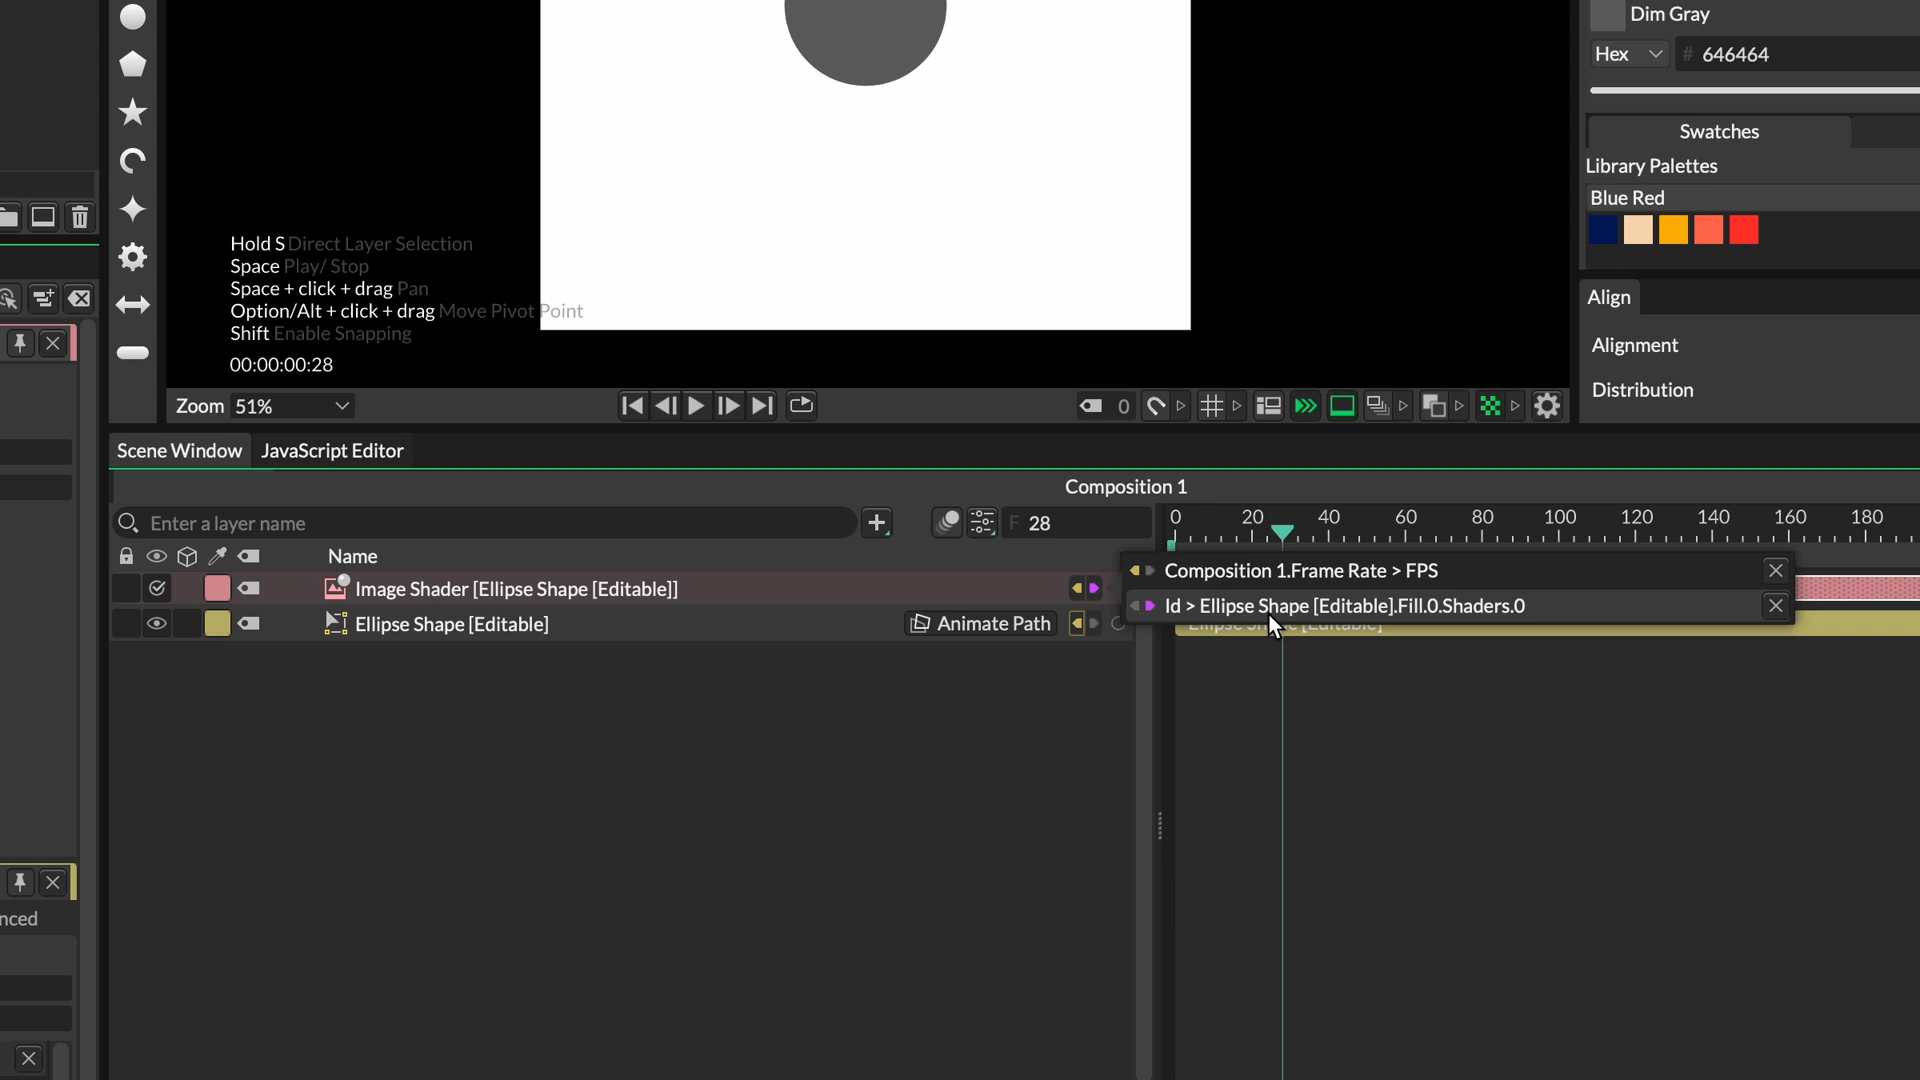 Dim Gray
Hex # 646464
Swatches
Library Palettes
Blue Red
Hold S Direct Layer Selection
Space Play/ Stop
Space + click + drag Pan
Option/Alt + click + drag Move Pivot Point
Shift Enable Snapping
00:00:00:28
Align
Alignment
Distribution
Zoom 51%
0
Scene Window JavaScript Editor
Composition 1
Enter a layer name
F 28
0 20 40 60 80 100 120 140 160 180
Name
Composition 1.Frame Rate > FPS
Image Shader [Ellipse Shape [Editable]]
Id > Ellipse Shape [Editable].Fill.0.Shaders.0
Ellipse Shape [Editable]
Animate Path
Ellipse Shape [Editable]
nced